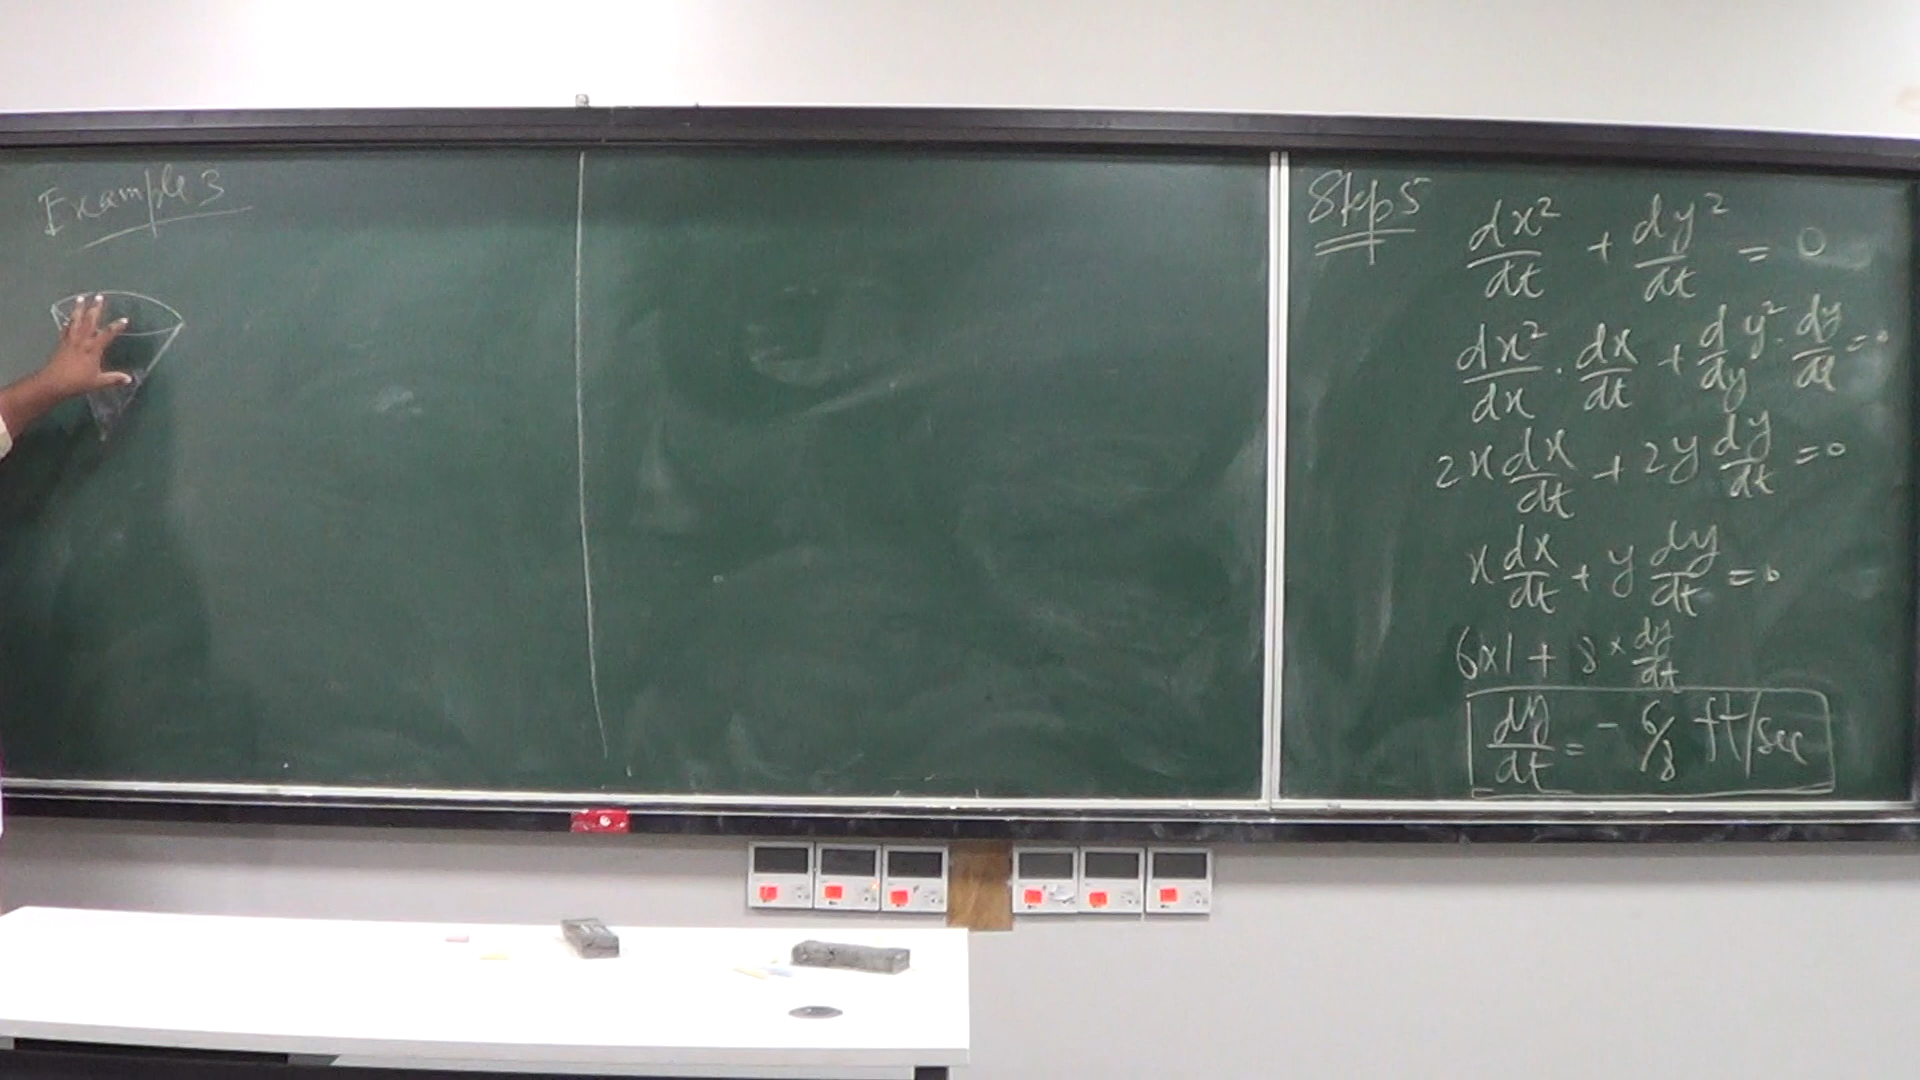 Example 3
Step 5
dx²/dt + dy²/dt = 0
dx²/dx · dx/dt + d/dy y² · dy/dt = 0
2x dx/dt + 2y dy/dt = 0
x dx/dt + y dy/dt = 0
6x1 + 8 x dy/dt
dy/dt = - 6/8 ft/sec